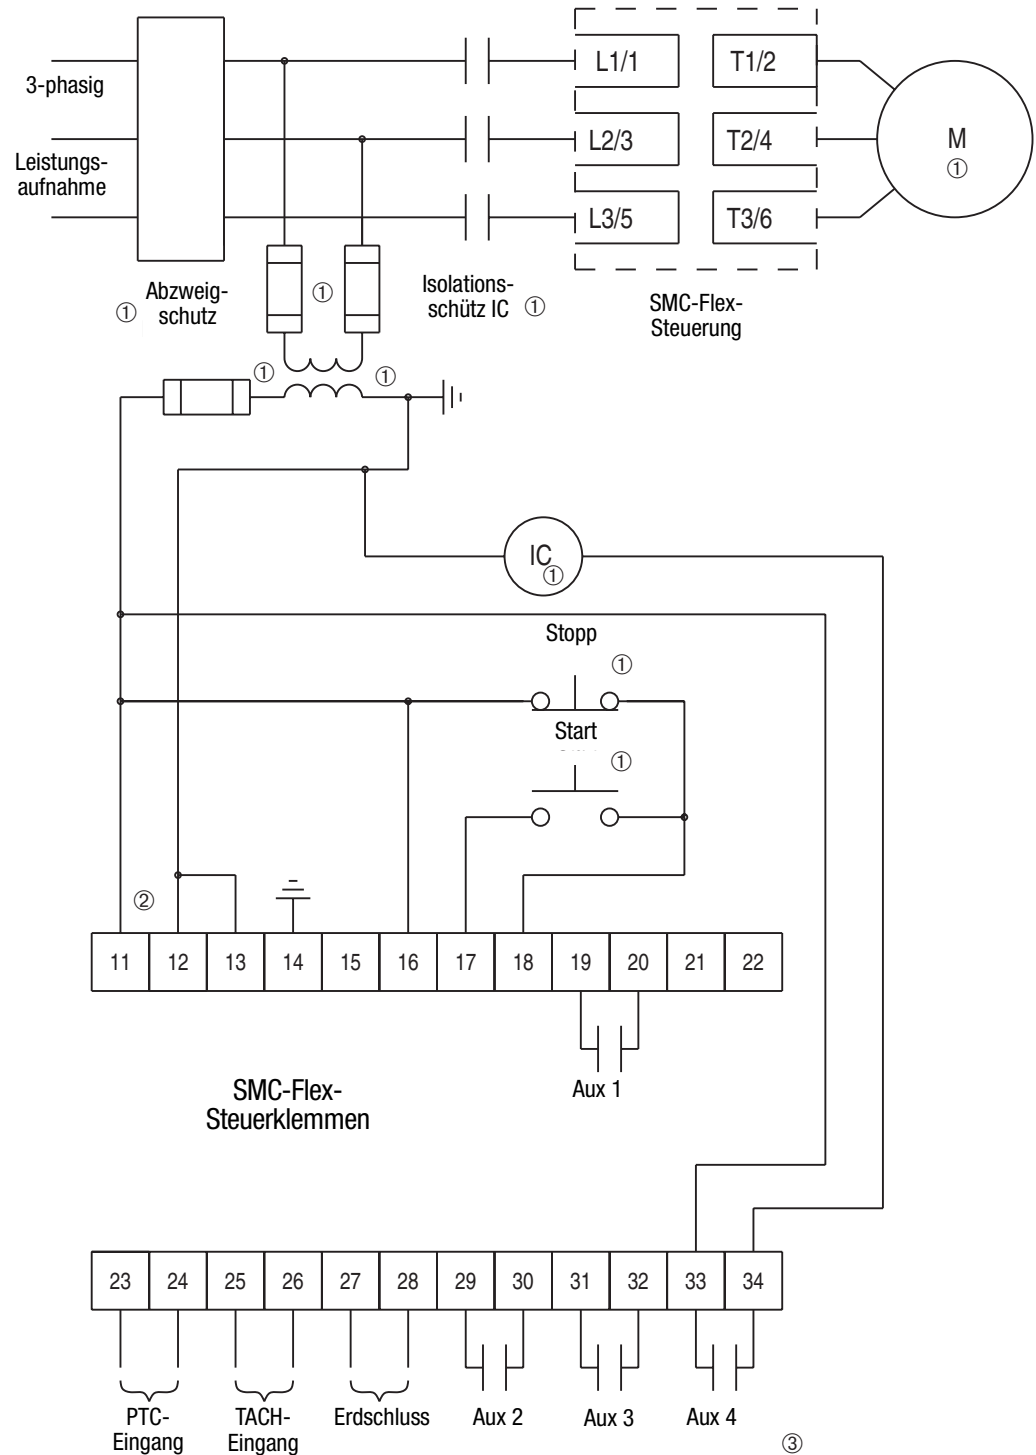 3-phasig
Leistungs-
aufnahme
L1/1
T1/2
L2/3
T2/4
L3/5
T3/6
M
①
① Abzweig-
schutz
①
Isolations-
schütz IC ①
SMC-Flex-
Steuerung
①
①
IC
①
Stopp
①
Start
①
②
11 12 13 14 15 16 17 18 19 20 21 22
Aux 1
SMC-Flex-
Steuerklemmen
23 24 25 26 27 28 29 30 31 32 33 34
PTC-
Eingang
TACH-
Eingang
Erdschluss
Aux 2
Aux 3
Aux 4
③